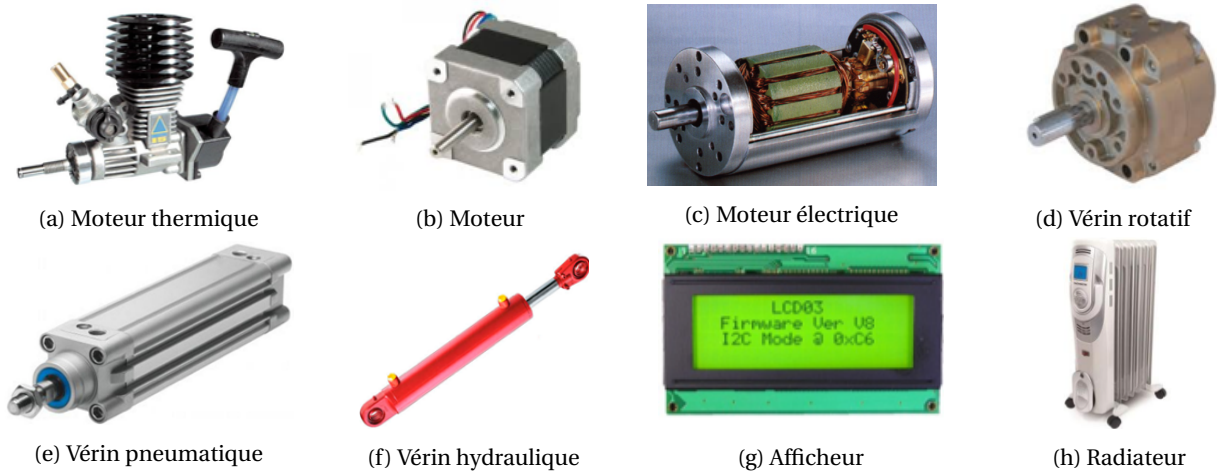 (a) Moteur thermique
(b) Moteur
(c) Moteur électrique
(d) Vérin rotatif
LCD03
Firmware Ver V8
I2C Mode @ 0xC6
(e) Vérin pneumatique
(f) Vérin hydraulique
(g) Afficheur
(h) Radiateur